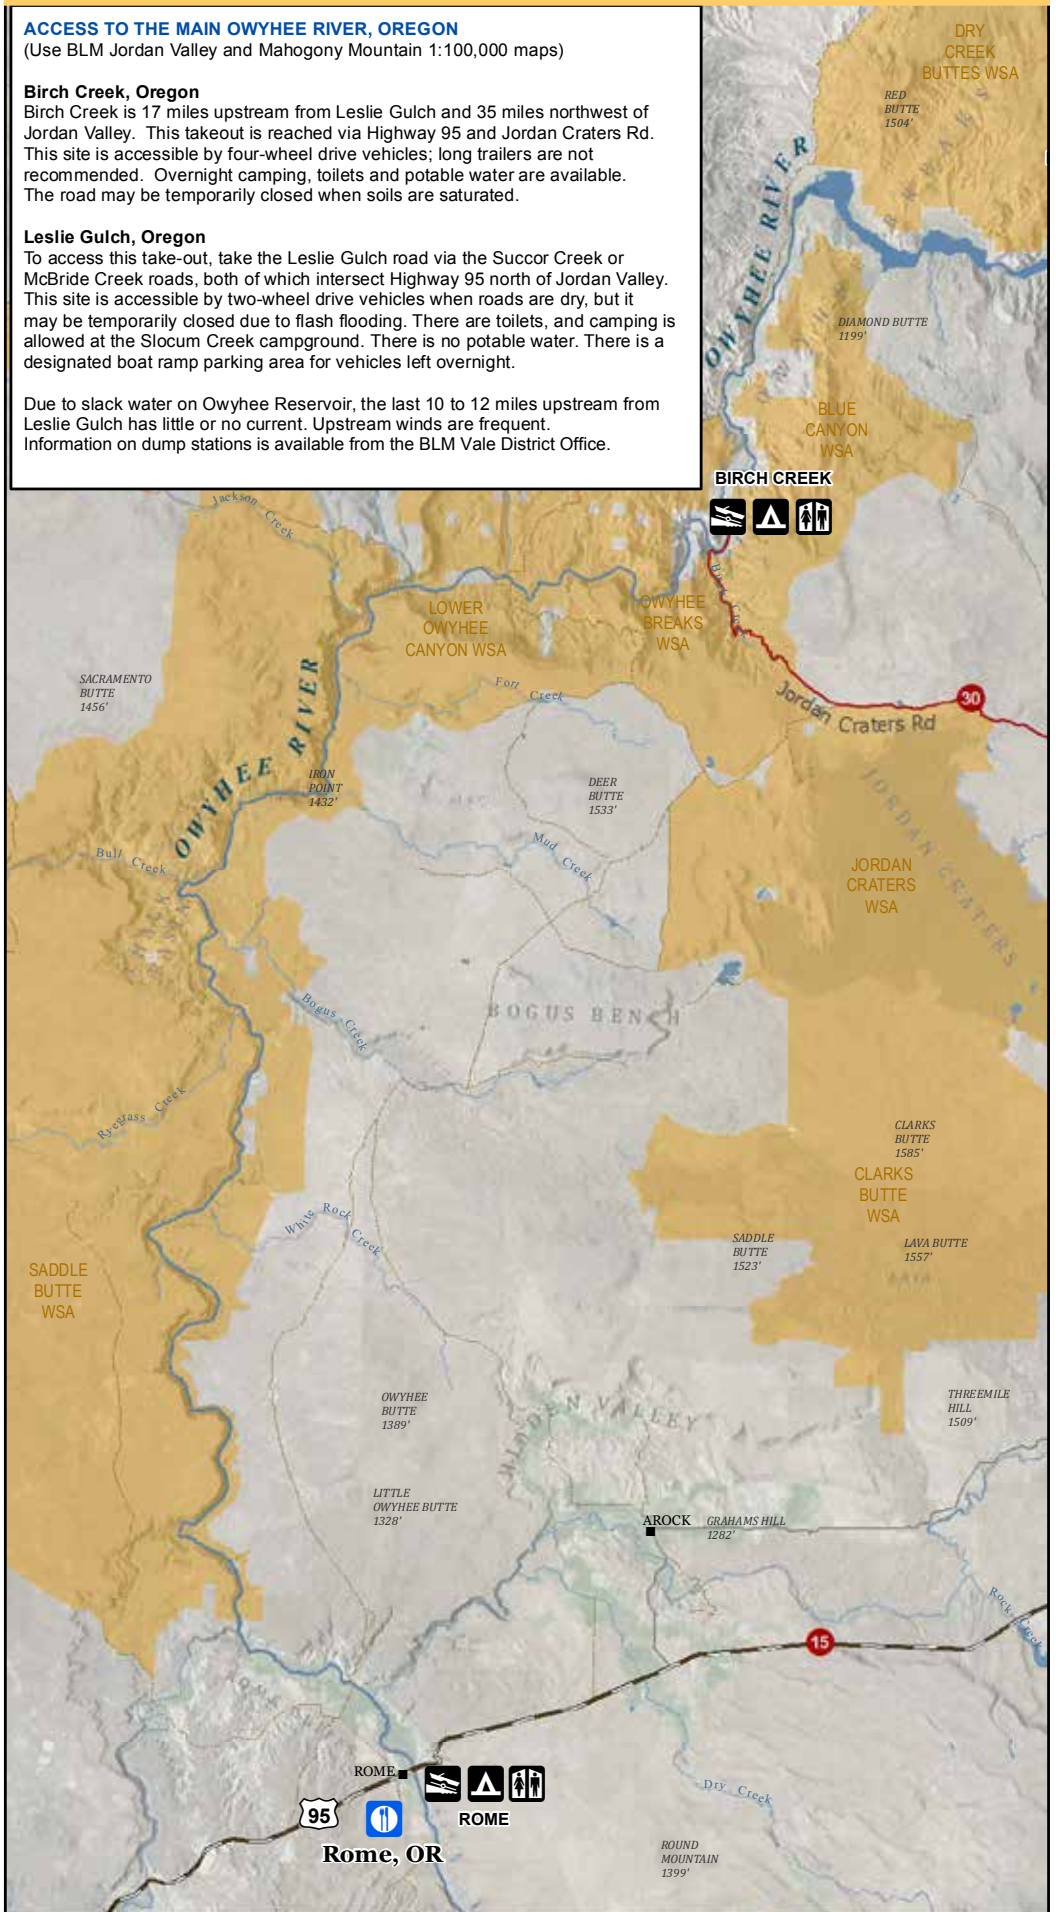 ACCESS TO THE MAIN OWYHEE RIVER, OREGON
(Use BLM Jordan Valley and Mahogony Mountain 1:100,000 maps)
Birch Creek, Oregon
Birch Creek is 17 miles upstream from Leslie Gulch and 35 miles northwest of
Jordan Valley. This takeout is reached via Highway 95 and Jordan Craters Rd.
This site is accessible by four-wheel drive vehicles; long trailers are not
recommended. Overnight camping, toilets and potable water are available.
The road may be temporarily closed when soils are saturated.
Leslie Gulch, Oregon
To access this take-out, take the Leslie Gulch road via the Succor Creek or
McBride Creek roads, both of which intersect Highway 95 north of Jordan Valley.
This site is accessible by two-wheel drive vehicles when roads are dry, but it
may be temporarily closed due to flash flooding. There are toilets, and camping is
allowed at the Slocum Creek campground. There is no potable water. There is a
designated boat ramp parking area for vehicles left overnight.
Due to slack water on Owyhee Reservoir, the last 10 to 12 miles upstream from
Leslie Gulch has little or no current. Upstream winds are frequent.
Information on dump stations is available from the BLM Vale District Office.
DRY
CREEK
BUTTES WSA
RED
BUTTE
1504'
OWYHEE RIVER
DIAMOND BUTTE
1199'
BLUE
CANYON
WSA
BIRCH CREEK
Jackson Creek
Birch Creek
LOWER
OWYHEE
CANYON WSA
OWYHEE
BREAKS
WSA
SACRAMENTO
BUTTE
1456'
Fort Creek
30
Jordan Craters Rd
OWYHEE RIVER
IRON
POINT
1432'
DEER
BUTTE
1533'
JORDAN CRATERS
Mud Creek
Bull Creek
JORDAN
CRATERS
WSA
Bogus Creek
BOGUS BENCH
Ryegrass Creek
CLARKS
BUTTE
1585'
CLARKS
BUTTE
WSA
White Rock Creek
SADDLE
BUTTE
1523'
LAVA BUTTE
1557'
SADDLE
BUTTE
WSA
OWYHEE
BUTTE
1389'
HIDDEN VALLEY
THREEMILE
HILL
1509'
LITTLE
OWYHEE BUTTE
1328'
AROCK
GRAHAMS HILL
1282'
Rock Creek
15
ROME
95
ROME
Rome, OR
Dry Creek
ROUND
MOUNTAIN
1399'